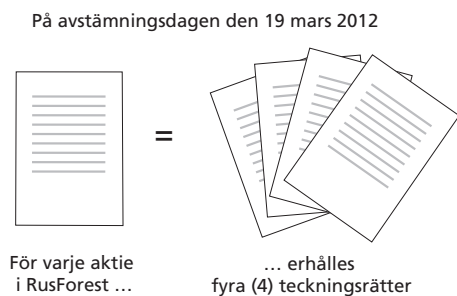 På avstämningsdagen den 19 mars 2012
=
För varje aktie
i RusForest …
… erhålles
fyra (4) teckningsrätter